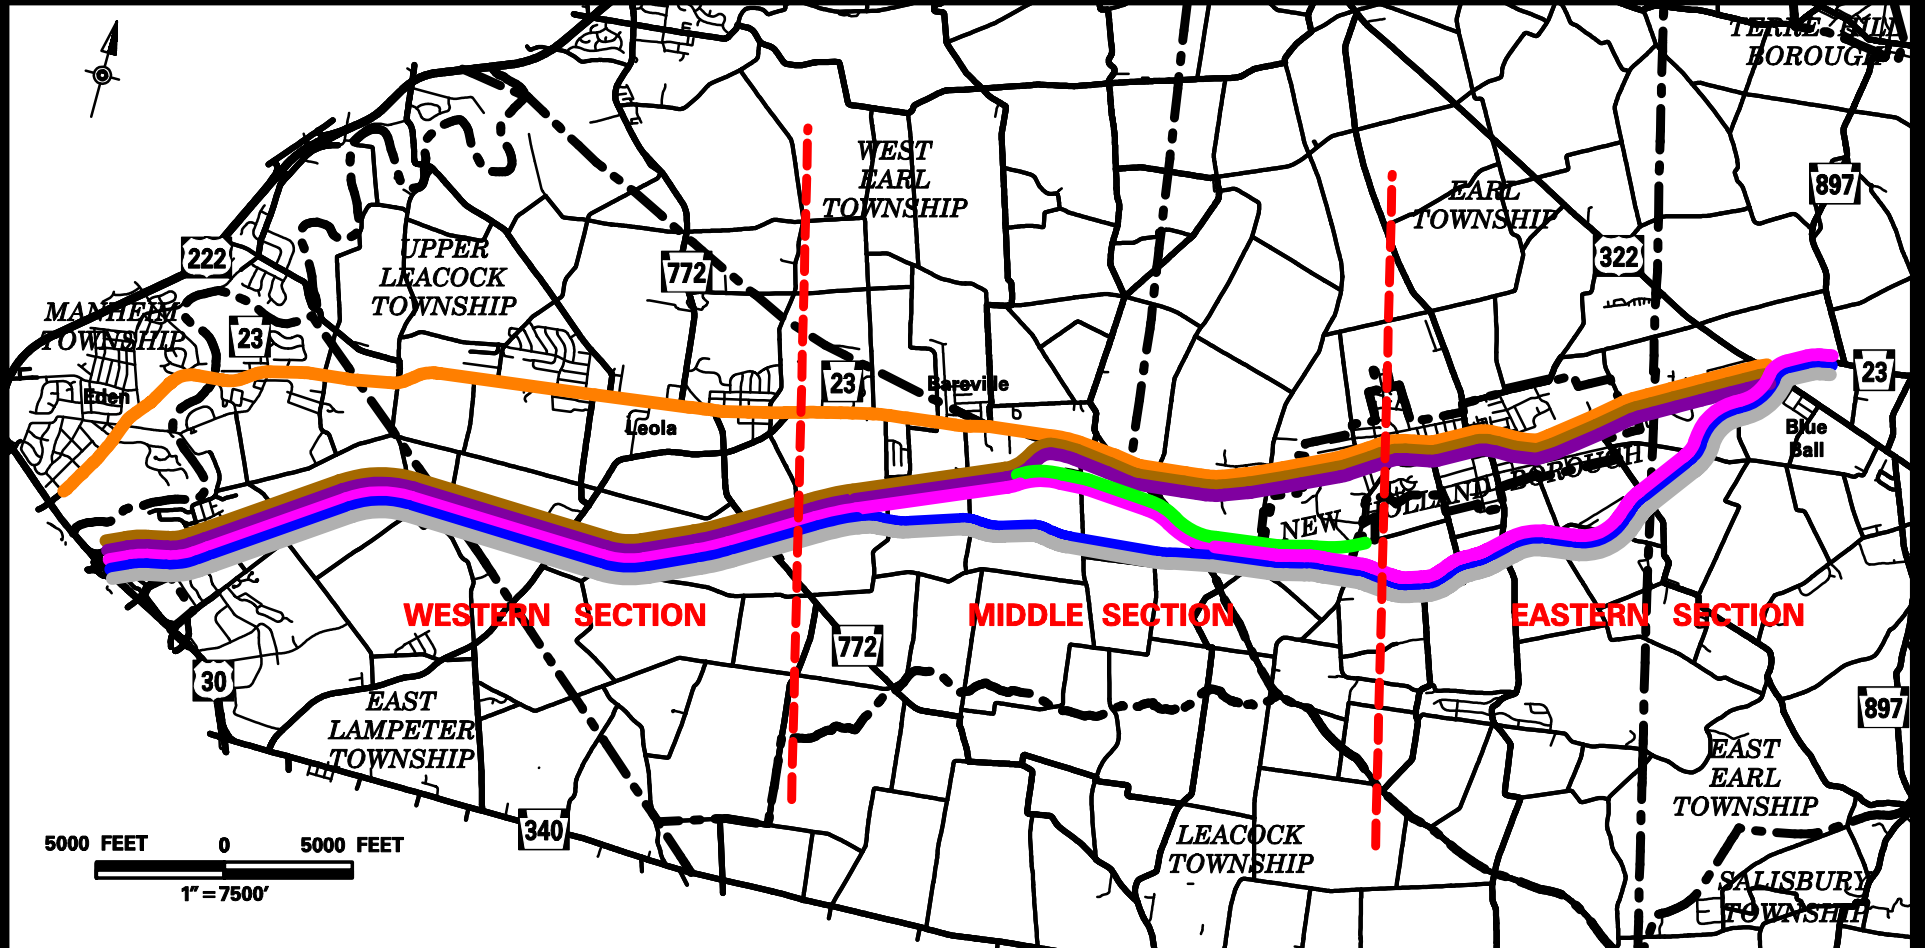 TERRE HILL
BOROUGH
WEST
EARL
TOWNSHIP
897
EARL
TOWNSHIP
222
UPPER
LEACOCK
TOWNSHIP
772
322
MANHEIM
TOWNSHIP
23
23
Bareville
23
Eden
Leola
Blue
Ball
NEW HOLLAND BOROUGH
WESTERN SECTION
MIDDLE SECTION
EASTERN SECTION
772
30
EAST
LAMPETER
TOWNSHIP
897
EAST
EARL
TOWNSHIP
340
LEACOCK
TOWNSHIP
5000 FEET 0 5000 FEET
1"=7500'
SALISBURY
TOWNSHIP